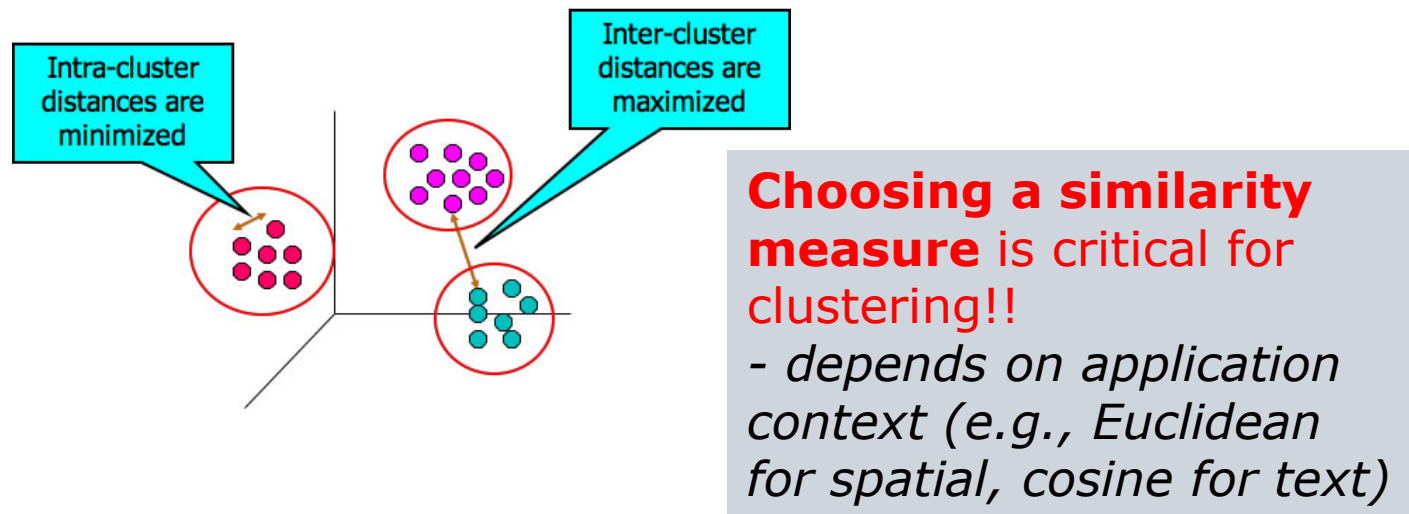 Intra-cluster
distances are
minimized
Inter-cluster
distances are
maximized
Choosing a similarity
measure is critical for
clustering!!
- depends on application
context (e.g., Euclidean
for spatial, cosine for text)